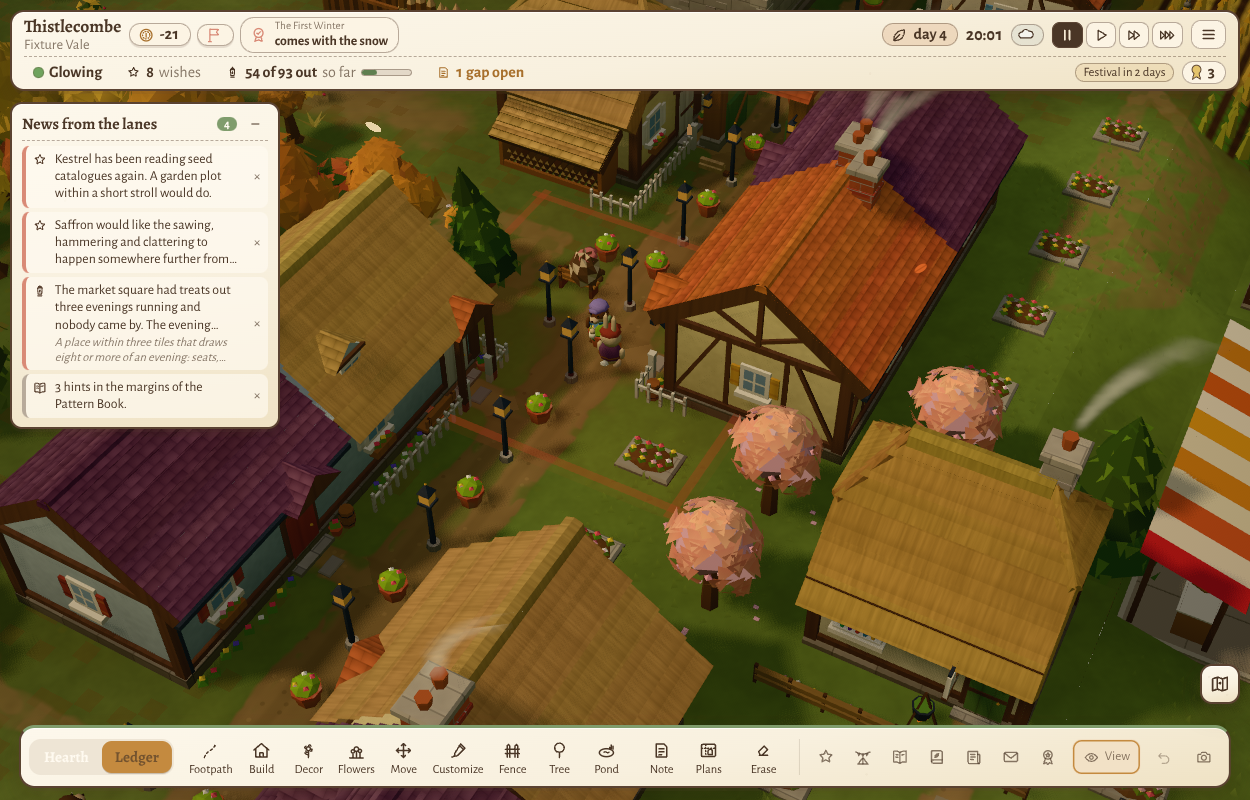 Thistlecombe
Fixture Vale
-21
The First Winter
comes with the snow
day 4
20:01
Glowing
8 wishes
54 of 93 out so far
1 gap open
Festival in 2 days
3
News from the lanes
4
Kestrel has been reading seed
catalogues again. A garden plot
within a short stroll would do.
Saffron would like the sawing,
hammering and clattering to
happen somewhere further from…
The market square had treats out
three evenings running and
nobody came by. The evening…
A place within three tiles that draws
eight or more of an evening: seats,…
3 hints in the margins of the
Pattern Book.
Hearth
Ledger
Footpath
Build
Decor
Flowers
Move
Customize
Fence
Tree
Pond
Note
Plans
Erase
View